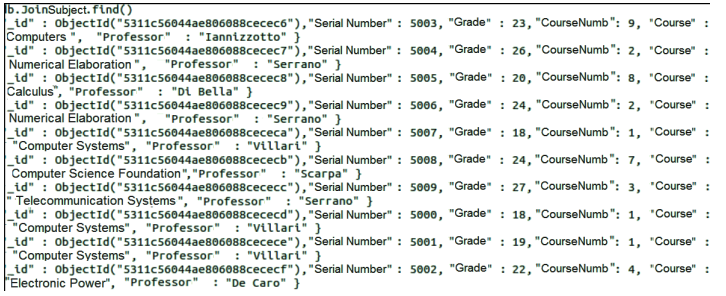 b.JoinSubject.find()
_id" : ObjectId("5311c56044ae806088cecec6"),"Serial Number" : 5003, "Grade" : 23, "CourseNumb": 9, "Course" :
Computers ", "Professor" : "Iannizzotto" }
_id" : ObjectId("5311c56044ae806088cecec7"),"Serial Number" : 5004, "Grade" : 26, "CourseNumb": 2, "Course" :
Numerical Elaboration ", "Professor" : "Serrano" }
_id" : ObjectId("5311c56044ae806088cecec8"),"Serial Number" : 5005, "Grade" : 20, "CourseNumb": 8, "Course" :
Calculus", "Professor" : "Di Bella" }
_id" : ObjectId("5311c56044ae806088cecec9"),"Serial Number" : 5006, "Grade" : 24, "CourseNumb": 2, "Course" :
Numerical Elaboration ", "Professor" : "Serrano" }
_id" : ObjectId("5311c56044ae806088cececa"),"Serial Number" : 5007, "Grade" : 18, "CourseNumb": 1, "Course" :
"Computer Systems", "Professor" : "Villari" }
_id" : ObjectId("5311c56044ae806088cececb"),"Serial Number" : 5008, "Grade" : 24, "CourseNumb": 7, "Course" :
Computer Science Foundation","Professor" : "Scarpa" }
_id" : ObjectId("5311c56044ae806088cececc"),"Serial Number" : 5009, "Grade" : 27, "CourseNumb": 3, "Course" :
" Telecommunication Systems", "Professor" : "Serrano" }
_id" : ObjectId("5311c56044ae806088cececd"),"Serial Number" : 5000, "Grade" : 18, "CourseNumb": 1, "Course" :
"Computer Systems", "Professor" : "Villari" }
_id" : ObjectId("5311c56044ae806088cecece"),"Serial Number" : 5001, "Grade" : 19, "CourseNumb": 1, "Course" :
"Computer Systems", "Professor" : "Villari" }
_id" : ObjectId("5311c56044ae806088cececf"),"Serial Number" : 5002, "Grade" : 22, "CourseNumb": 4, "Course" :
"Electronic Power", "Professor" : "De Caro" }